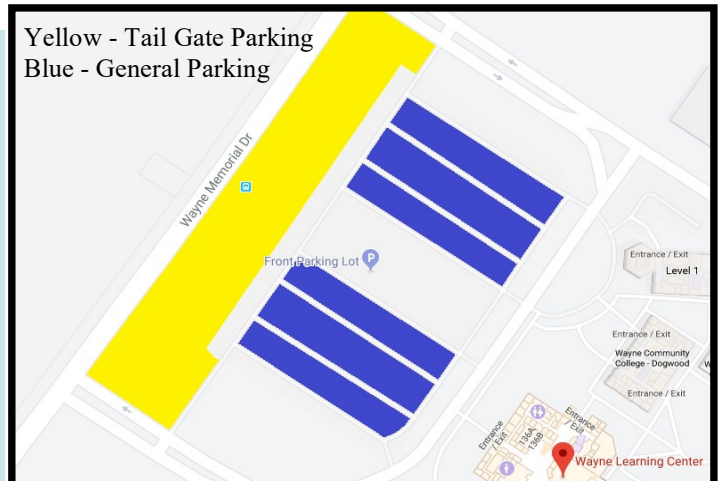 Yellow - Tail Gate Parking
Blue - General Parking
Wayne Memorial Dr
Front Parking Lot
P
Entrance / Exit
Level 1
Entrance / Exit
Wayne Community
College - Dogwood
W
Entrance / Exit
Entrance
/ Exit
Entrance
/ Exit
136A
136B
Wayne Learning Center